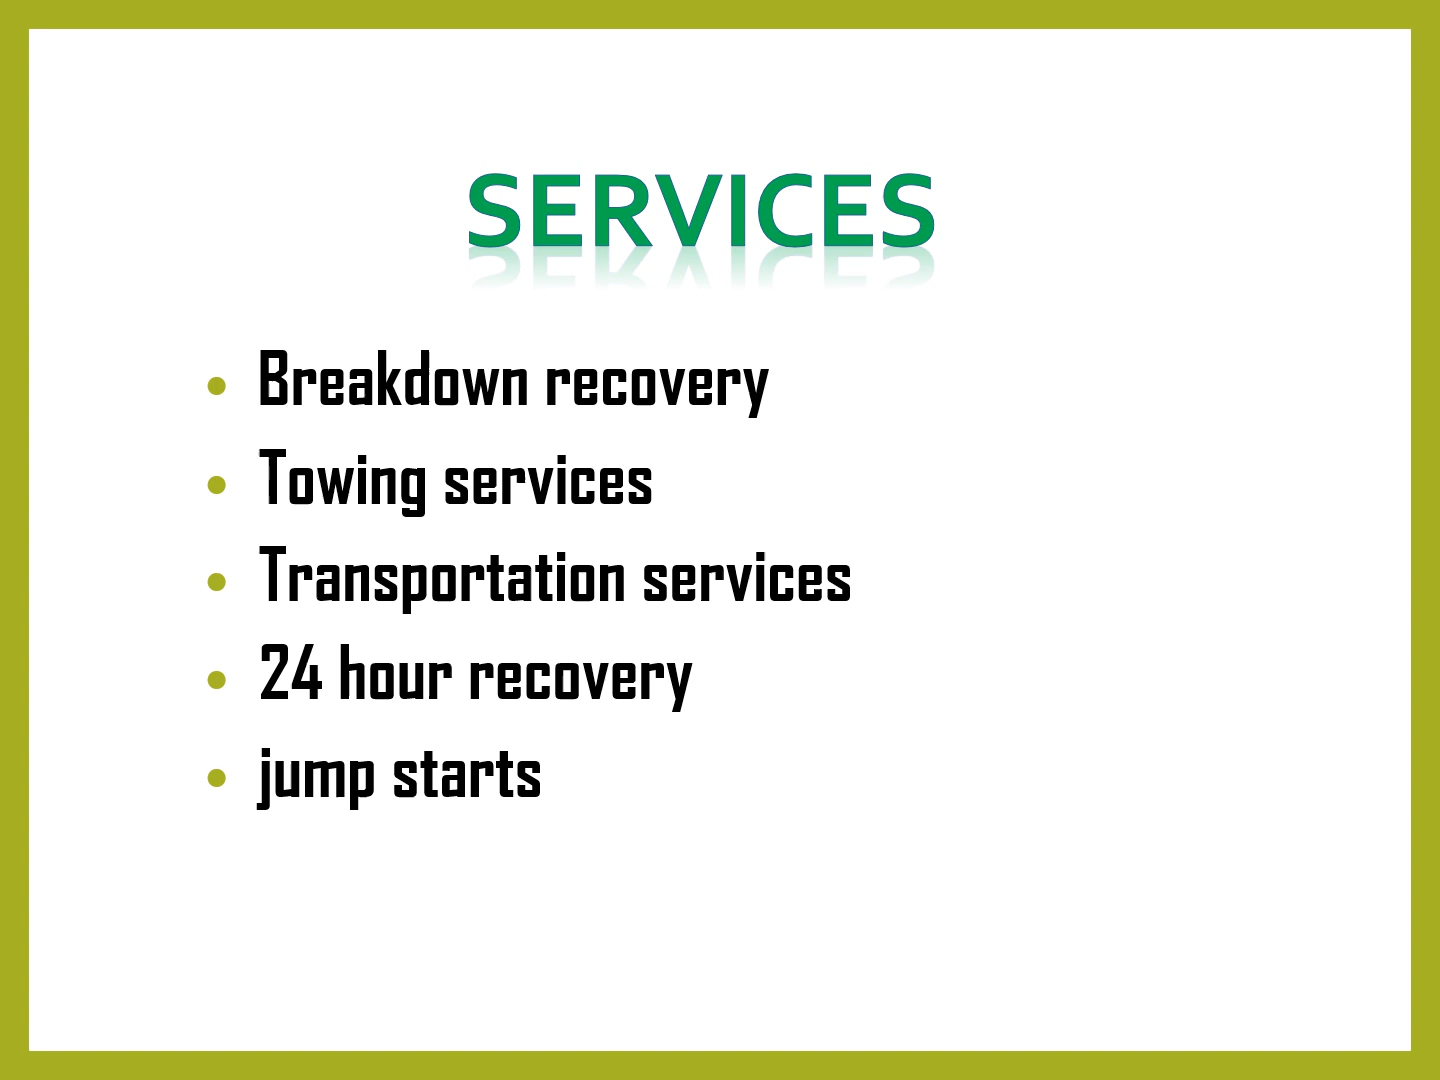 SERVICES
• Breakdown recovery
• Towing services
• Transportation services
• 24 hour recovery
• jump starts